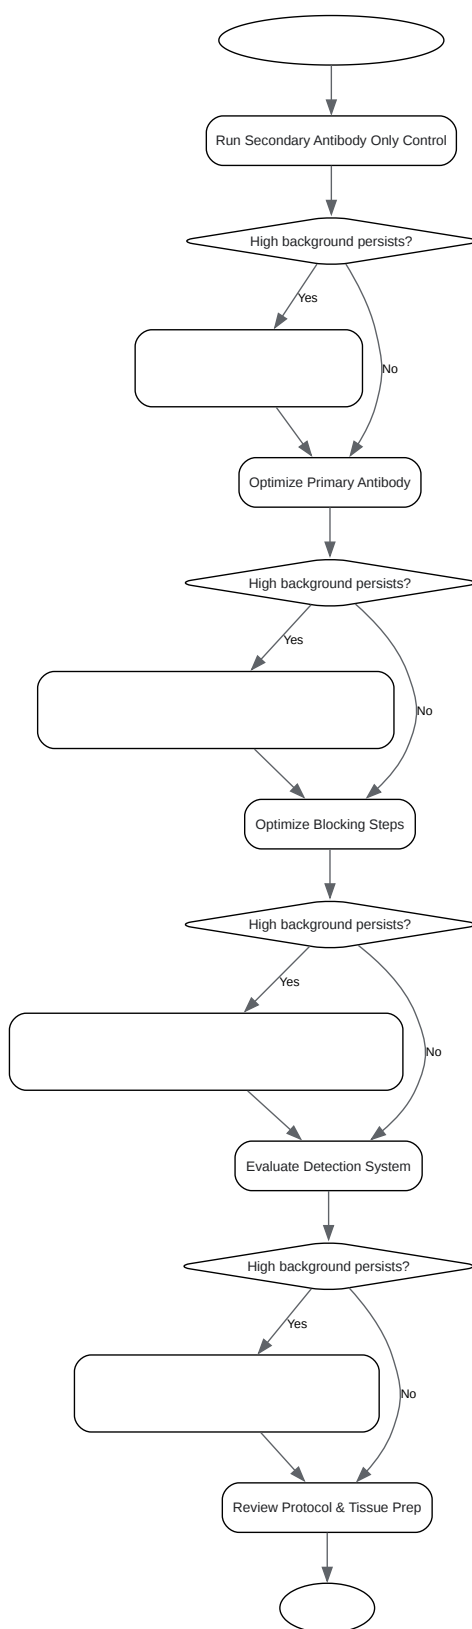 Run Secondary Antibody Only Control
High background persists?
Yes
No
Optimize Primary Antibody
High background persists?
Yes
No
Optimize Blocking Steps
High background persists?
Yes
No
Evaluate Detection System
High background persists?
Yes
No
Review Protocol & Tissue Prep